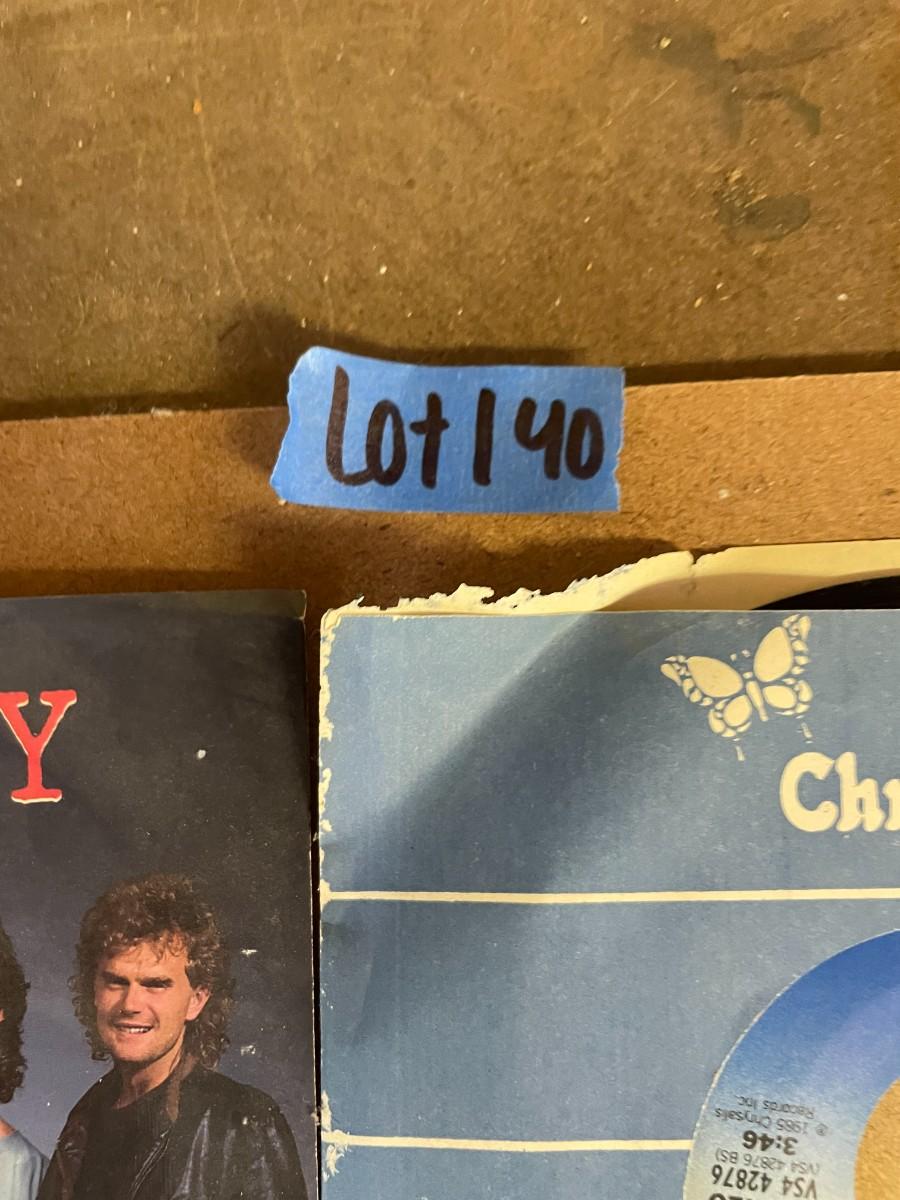 Lot 140
Y
Chr
VS4 42876
(VS4 42876 BS)
3:46
℗ 1985 Chrysalis
Records Inc.